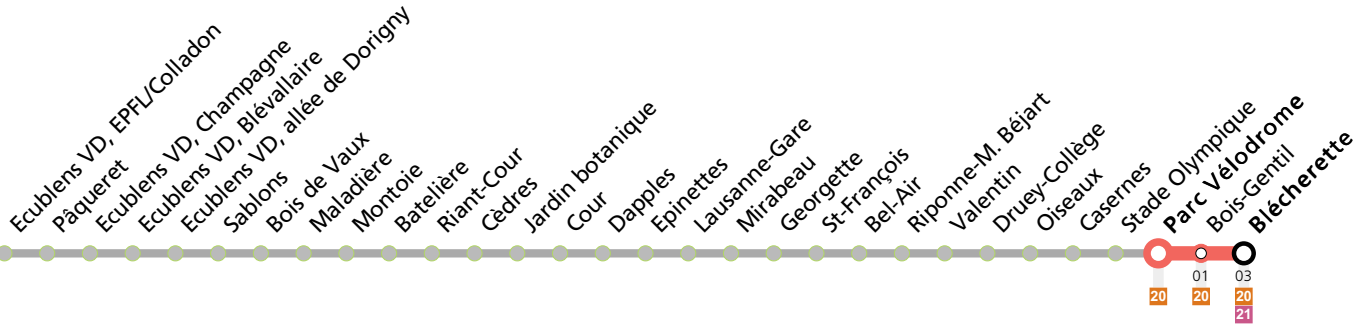 Ecublens VD, EPFL/Colladon
Pâqueret
Ecublens VD, Champagne
Ecublens VD, Blévallaire
Ecublens VD, allée de Dorigny
Sablons
Bois de Vaux
Maladière
Montoie
Batelière
Riant-Cour
Cèdres
Jardin botanique
Cour
Dapples
Epinettes
Lausanne-Gare
Mirabeau
Georgette
St-François
Bel-Air
Riponne-M. Béjart
Valentin
Druey-Collège
Oiseaux
Casernes
Stade Olympique
Parc Vélodrome
Bois-Gentil
Blécherette
01 03
20 20 20
21